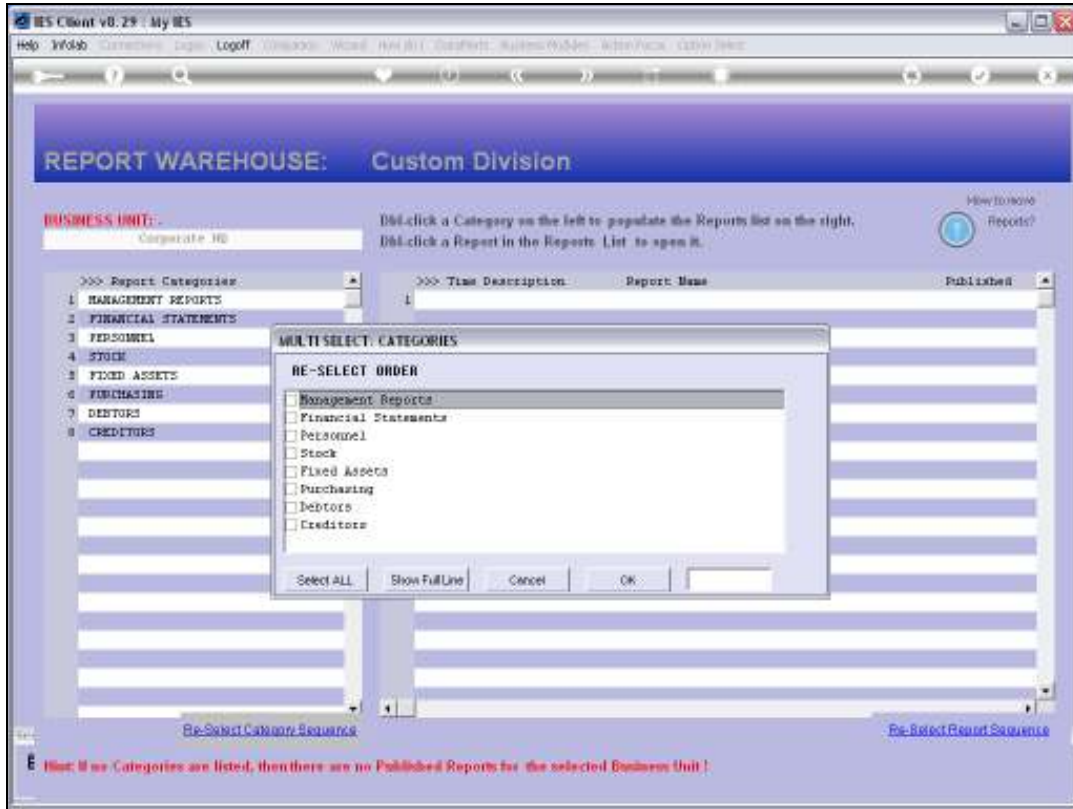 IES Client v8.29 : My IES
Help Infolab Logoff
REPORT WAREHOUSE: Custom Division
BUSINESS UNIT: .
Corporate HQ
Dbl-click a Category on the left to populate the Reports list on the right.
Dbl-click a Report in the Reports List to open it.
How to move
Reports?
>>> Report Categories
1 MANAGEMENT REPORTS
2 FINANCIAL STATEMENTS
3 PERSONNEL
4 STOCK
5 FIXED ASSETS
6 PURCHASING
7 DEBTORS
8 CREDITORS
>>> Time Description Report Name Published
1
MULTI SELECT: CATEGORIES
RE-SELECT ORDER
Management Reports
Financial Statements
Personnel
Stock
Fixed Assets
Purchasing
Debtors
Creditors
Select ALL Show Full Line Cancel OK
Re-Select Category Sequence
Re-Select Report Sequence
Hint: If no Categories are listed, then there are no Published Reports for the selected Business Unit !